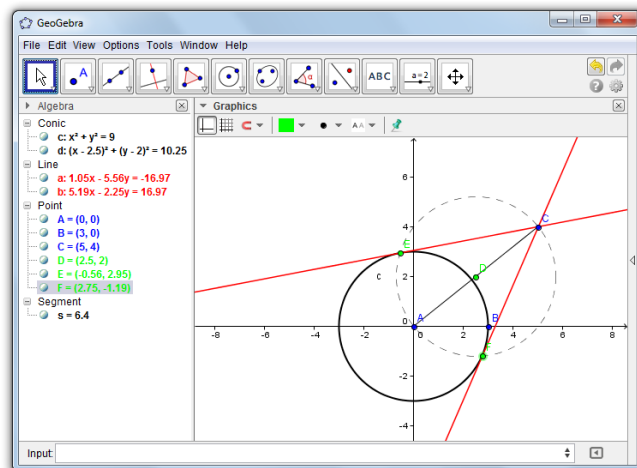 GeoGebra
File Edit View Options Tools Window Help
A ABC a=2
Algebra
Graphics
AA
Conic
c: x² + y² = 9
d: (x - 2.5)² + (y - 2)² = 10.25
Line
a: 1.05x - 5.56y = -16.97
b: 5.19x - 2.25y = 16.97
Point
A = (0, 0)
B = (3, 0)
C = (5, 4)
D = (2.5, 2)
E = (-0.56, 2.95)
F = (2.75, -1.19)
Segment
s = 6.4
6
4
2
0
-2
-4
-8 -6 -4 -2 0 2 4 6 8
C
E
D
c
A
B
Input: